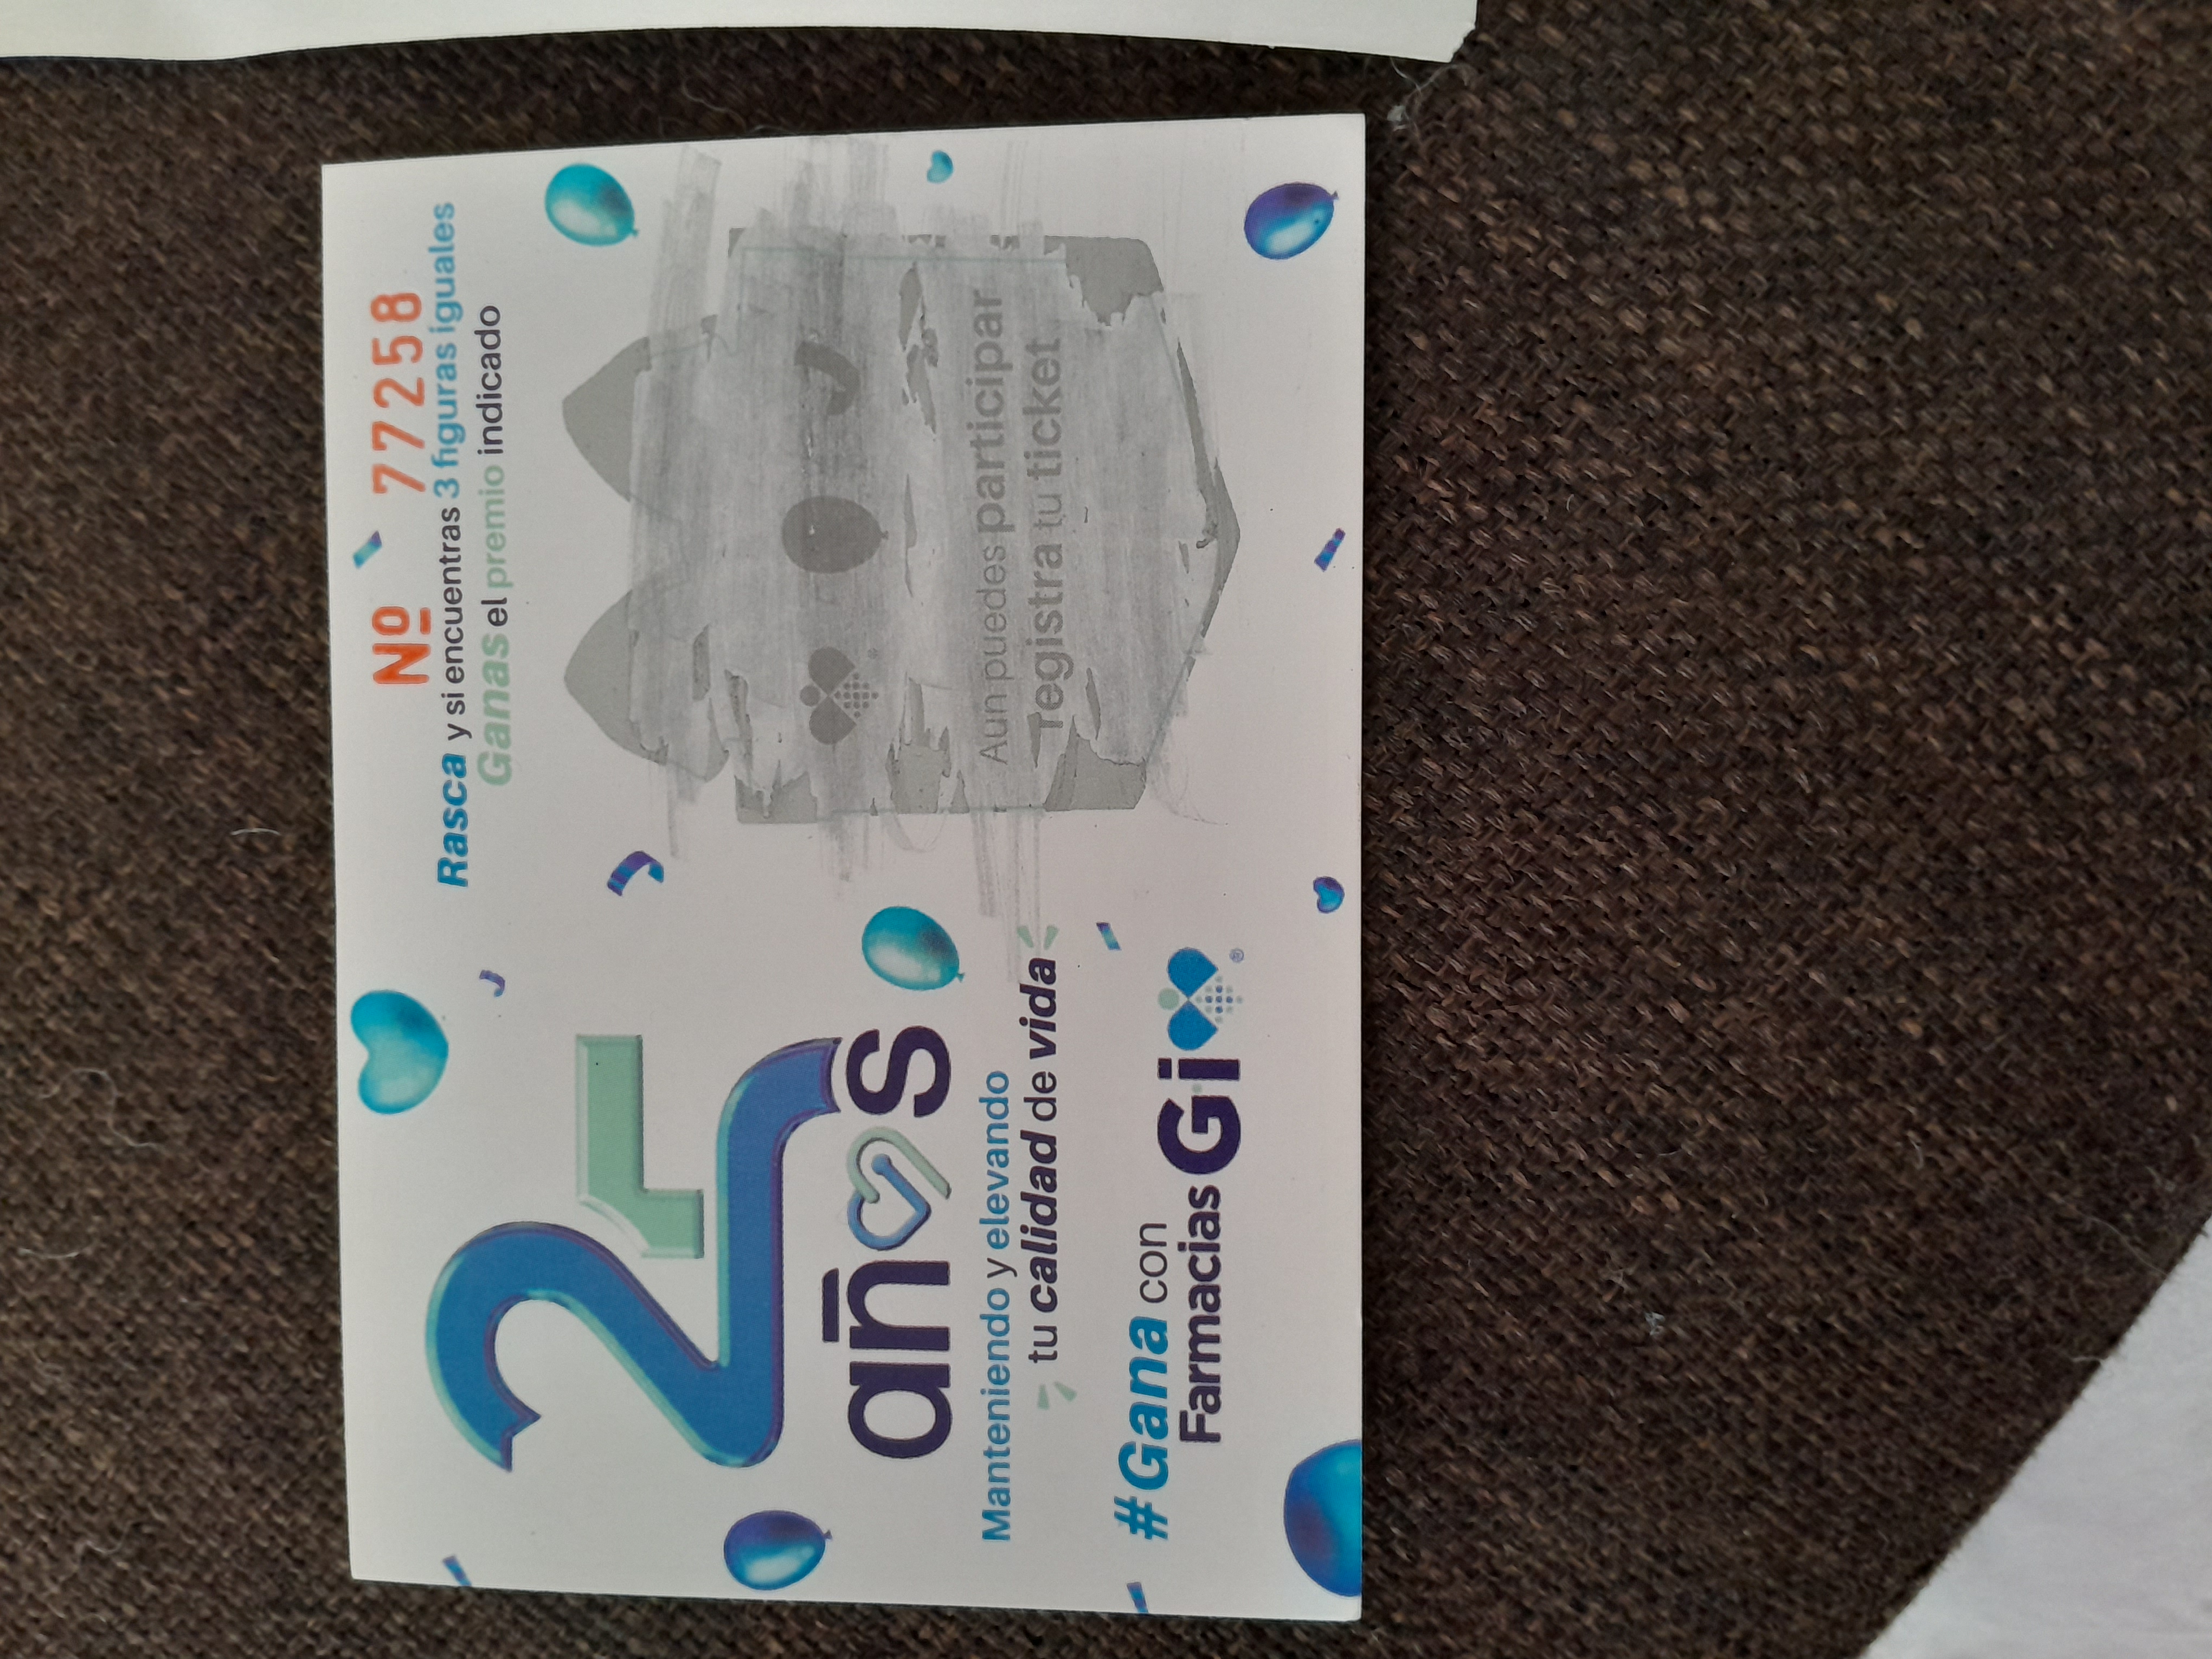 25
años
Manteniendo y elevando
tu calidad de vida
#Gana con
Farmacias Gi
®
Nº 77258
Rasca y si encuentras 3 figuras iguales
Ganas el premio indicado
Aun puedes participar
registra tu ticket